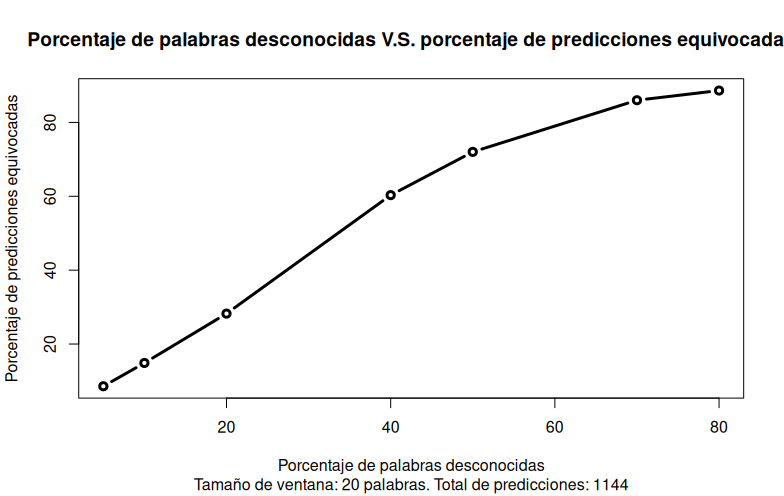 Porcentaje de palabras desconocidas V.S. porcentaje de predicciones equivocada
Porcentaje de predicciones equivocadas
80
60
40
20
20 40 60 80
Porcentaje de palabras desconocidas
Tamaño de ventana: 20 palabras. Total de predicciones: 1144